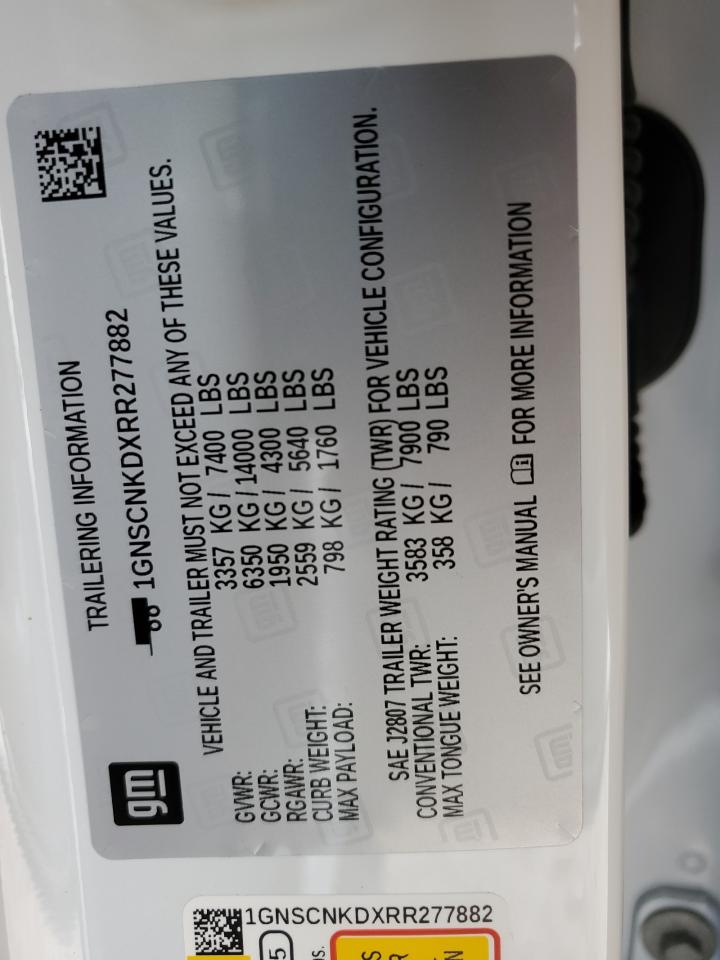 gm
TRAILERING INFORMATION
1GNSCNKDXRR277882
VEHICLE AND TRAILER MUST NOT EXCEED ANY OF THESE VALUES.
GVWR: 3357 KG / 7400 LBS
GCWR: 6350 KG / 14000 LBS
RGAWR: 1950 KG / 4300 LBS
CURB WEIGHT: 2559 KG / 5640 LBS
MAX PAYLOAD: 798 KG / 1760 LBS
SAE J2807 TRAILER WEIGHT RATING (TWR) FOR VEHICLE CONFIGURATION.
CONVENTIONAL TWR: 3583 KG / 7900 LBS
MAX TONGUE WEIGHT: 358 KG / 790 LBS
SEE OWNER'S MANUAL FOR MORE INFORMATION
1GNSCNKDXRR277882